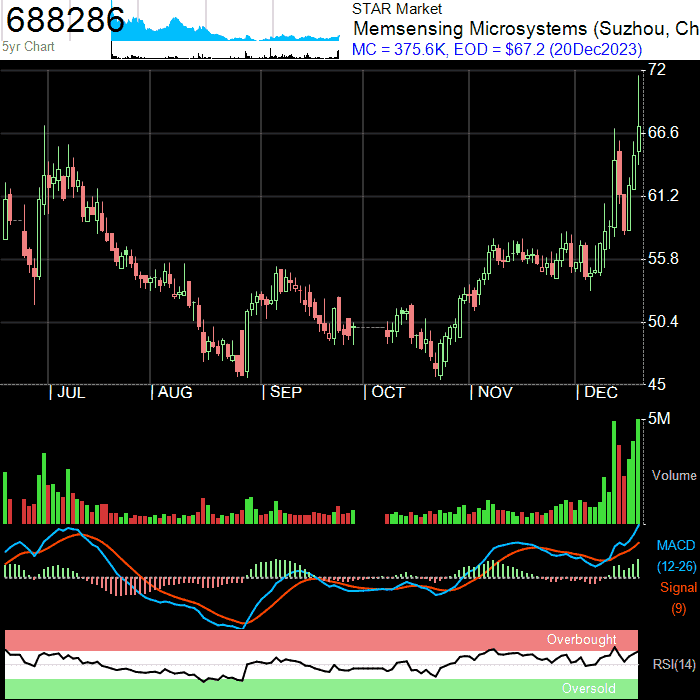 688286
5yr Chart
STAR Market
Memsensing Microsystems (Suzhou, Ch
MC = 375.6K, EOD = $67.2 (20Dec2023)
72
66.6
61.2
55.8
50.4
45
JUL
AUG
SEP
OCT
NOV
DEC
5M
Volume
MACD
(12-26)
Signal
(9)
Overbought
RSI(14)
Oversold